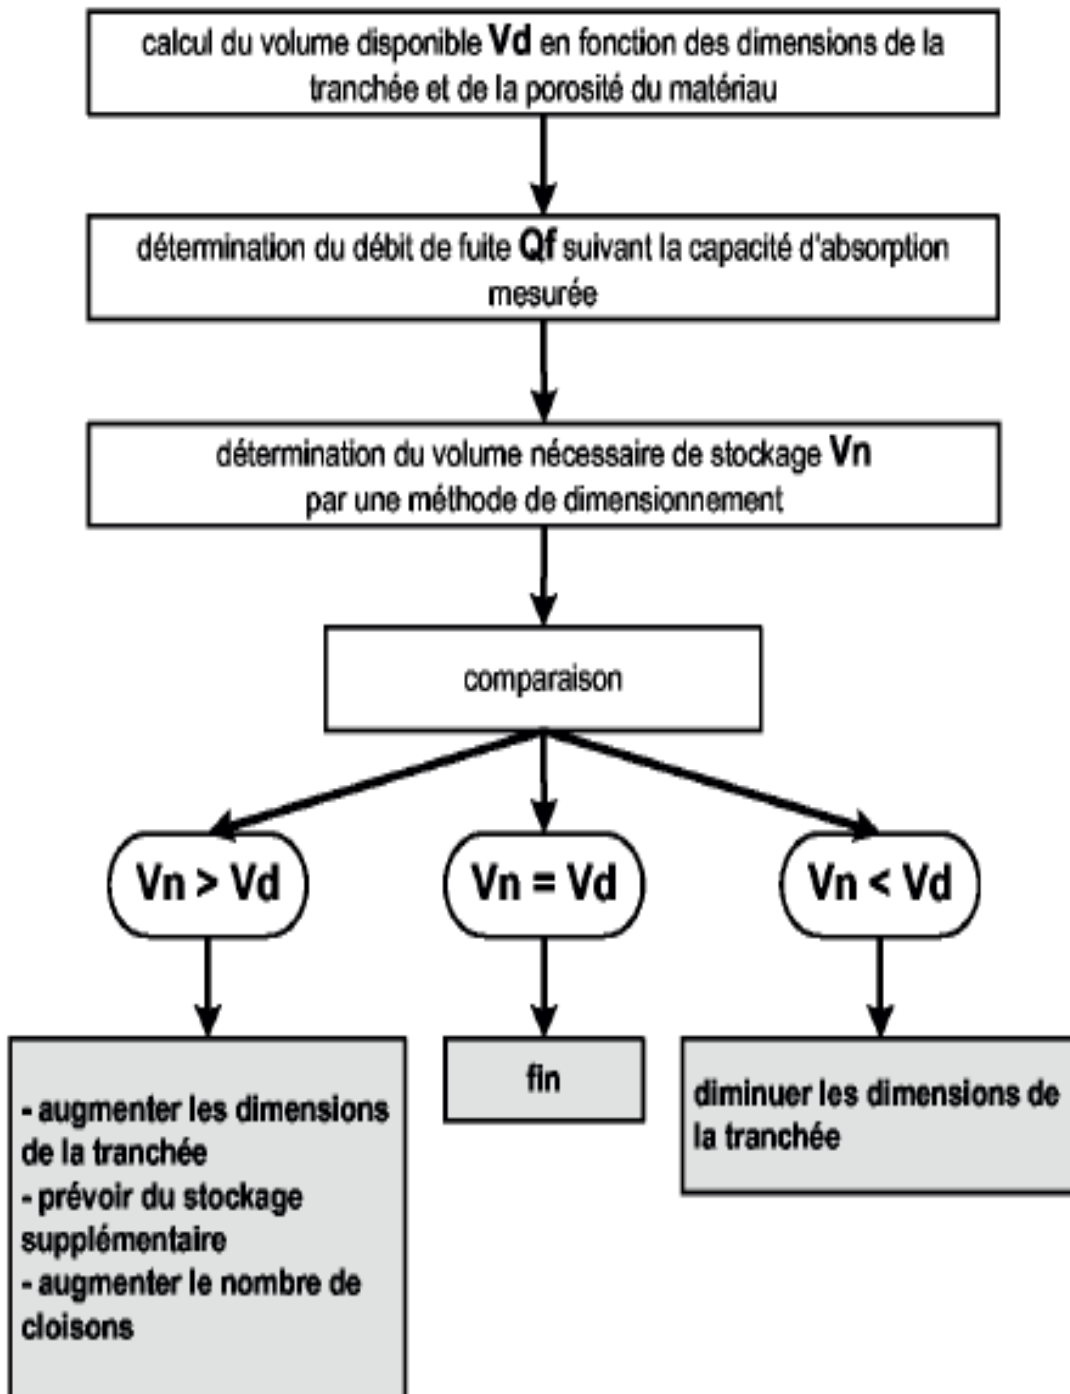 calcul du volume disponible Vd en fonction des dimensions de la
tranchée et de la porosité du matériau
détermination du débit de fuite Qf suivant la capacité d'absorption
mesurée
détermination du volume nécessaire de stockage Vn
par une méthode de dimensionnement
comparaison
Vn > Vd
Vn = Vd
Vn < Vd
- augmenter les dimensions
de la tranchée
- prévoir du stockage
supplémentaire
- augmenter le nombre de
cloisons
fin
diminuer les dimensions de
la tranchée